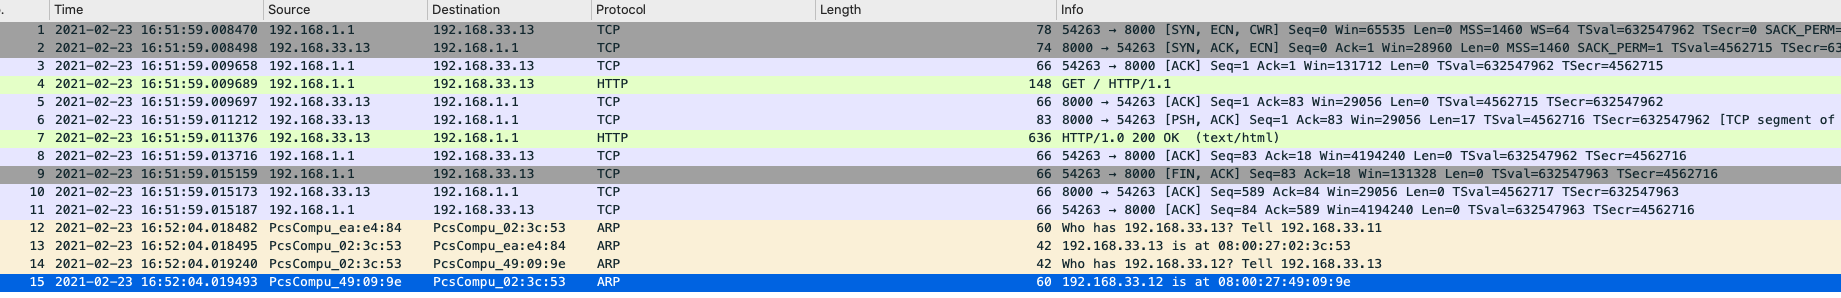 . Time Source Destination Protocol Length Info
1 2021-02-23 16:51:59.008470 192.168.1.1 192.168.33.13 TCP 78 54263 → 8000 [SYN, ECN, CWR] Seq=0 Win=65535 Len=0 MSS=1460 WS=64 TSval=632547962 TSecr=0 SACK_PERM=
2 2021-02-23 16:51:59.008498 192.168.33.13 192.168.1.1 TCP 74 8000 → 54263 [SYN, ACK, ECN] Seq=0 Ack=1 Win=28960 Len=0 MSS=1460 SACK_PERM=1 TSval=4562715 TSecr=63
3 2021-02-23 16:51:59.009658 192.168.1.1 192.168.33.13 TCP 66 54263 → 8000 [ACK] Seq=1 Ack=1 Win=131712 Len=0 TSval=632547962 TSecr=4562715
4 2021-02-23 16:51:59.009689 192.168.1.1 192.168.33.13 HTTP 148 GET / HTTP/1.1
5 2021-02-23 16:51:59.009697 192.168.33.13 192.168.1.1 TCP 66 8000 → 54263 [ACK] Seq=1 Ack=83 Win=29056 Len=0 TSval=4562715 TSecr=632547962
6 2021-02-23 16:51:59.011212 192.168.33.13 192.168.1.1 TCP 83 8000 → 54263 [PSH, ACK] Seq=1 Ack=83 Win=29056 Len=17 TSval=4562716 TSecr=632547962 [TCP segment of
7 2021-02-23 16:51:59.011376 192.168.33.13 192.168.1.1 HTTP 636 HTTP/1.0 200 OK  (text/html)
8 2021-02-23 16:51:59.013716 192.168.1.1 192.168.33.13 TCP 66 54263 → 8000 [ACK] Seq=83 Ack=18 Win=4194240 Len=0 TSval=632547962 TSecr=4562716
9 2021-02-23 16:51:59.015159 192.168.1.1 192.168.33.13 TCP 66 54263 → 8000 [FIN, ACK] Seq=83 Ack=18 Win=131328 Len=0 TSval=632547963 TSecr=4562716
10 2021-02-23 16:51:59.015173 192.168.33.13 192.168.1.1 TCP 66 8000 → 54263 [ACK] Seq=589 Ack=84 Win=29056 Len=0 TSval=4562717 TSecr=632547963
11 2021-02-23 16:51:59.015187 192.168.1.1 192.168.33.13 TCP 66 54263 → 8000 [ACK] Seq=84 Ack=589 Win=4194240 Len=0 TSval=632547963 TSecr=4562716
12 2021-02-23 16:52:04.018482 PcsCompu_ea:e4:84 PcsCompu_02:3c:53 ARP 60 Who has 192.168.33.13? Tell 192.168.33.11
13 2021-02-23 16:52:04.018495 PcsCompu_02:3c:53 PcsCompu_ea:e4:84 ARP 42 192.168.33.13 is at 08:00:27:02:3c:53
14 2021-02-23 16:52:04.019240 PcsCompu_02:3c:53 PcsCompu_49:09:9e ARP 42 Who has 192.168.33.12? Tell 192.168.33.13
15 2021-02-23 16:52:04.019493 PcsCompu_49:09:9e PcsCompu_02:3c:53 ARP 60 192.168.33.12 is at 08:00:27:49:09:9e